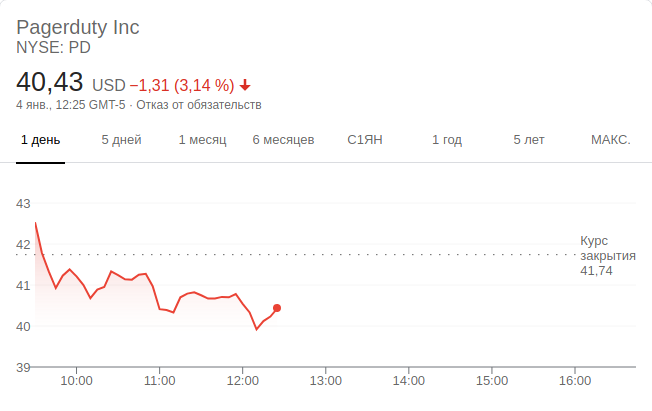 Pagerduty Inc
NYSE: PD
40,43 USD −1,31 (3,14 %)
4 янв., 12:25 GMT-5 · Отказ от обязательств
1 день 5 дней 1 месяц 6 месяцев С1ЯН 1 год 5 лет МАКС.
43
42
41
40
39
Курс
закрытия
41,74
10:00 11:00 12:00 13:00 14:00 15:00 16:00